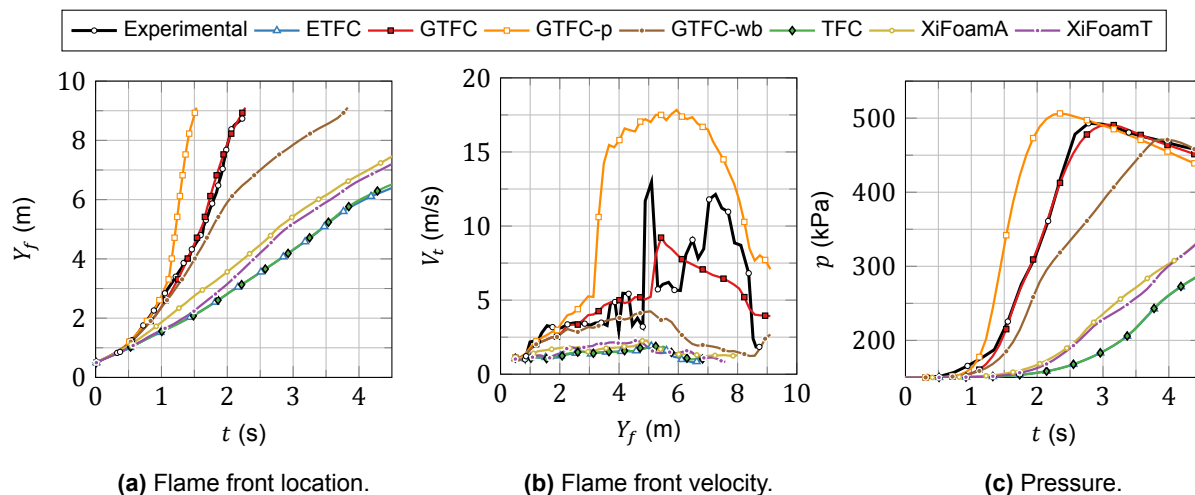 Experimental ETFC GTFC GTFC-p GTFC-wb TFC XiFoamA XiFoamT
10
8
6
4
2
0
Y_f (m)
0 1 2 3 4
t (s)
(a) Flame front location.
20
15
10
5
0
V_t (m/s)
0 2 4 6 8 10
Y_f (m)
(b) Flame front velocity.
500
400
300
200
p (kPa)
0 1 2 3 4
t (s)
(c) Pressure.